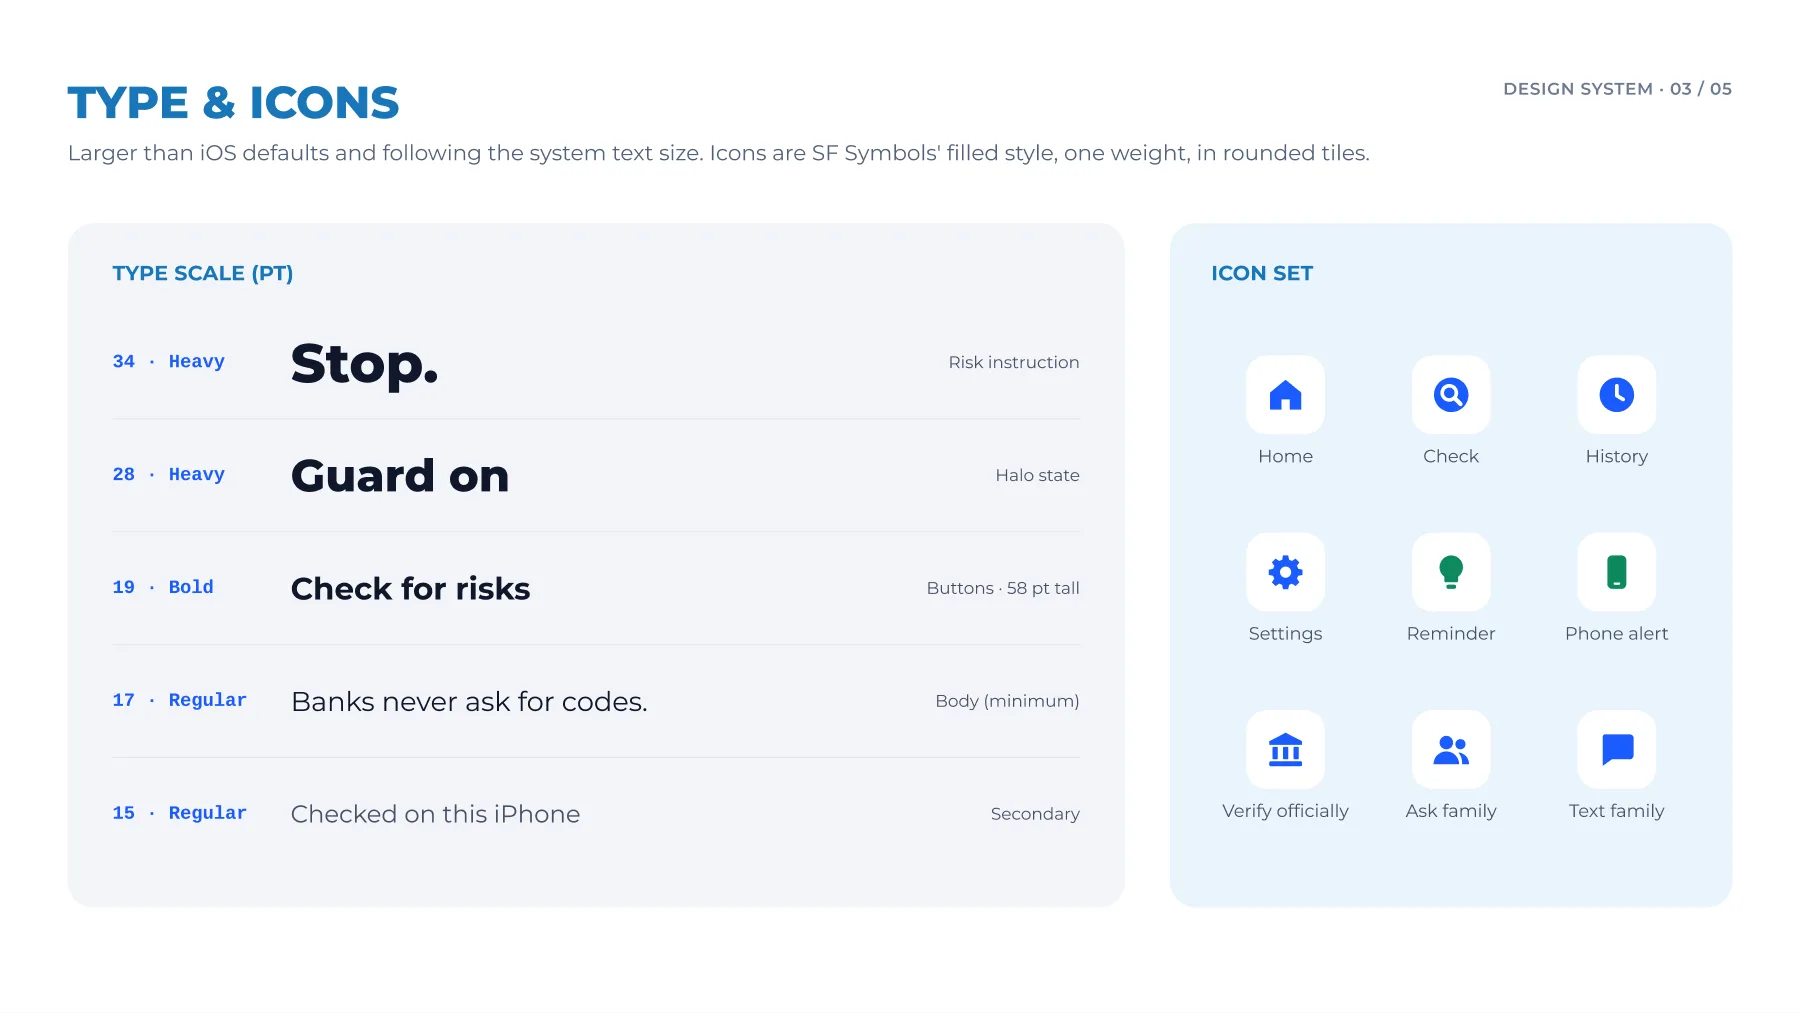 TYPE & ICONS
DESIGN SYSTEM · 03 / 05
Larger than iOS defaults and following the system text size. Icons are SF Symbols' filled style, one weight, in rounded tiles.
TYPE SCALE (PT)
34 · Heavy
Stop.
Risk instruction
28 · Heavy
Guard on
Halo state
19 · Bold
Check for risks
Buttons · 58 pt tall
17 · Regular
Banks never ask for codes.
Body (minimum)
15 · Regular
Checked on this iPhone
Secondary
ICON SET
Home
Check
History
Settings
Reminder
Phone alert
Verify officially
Ask family
Text family